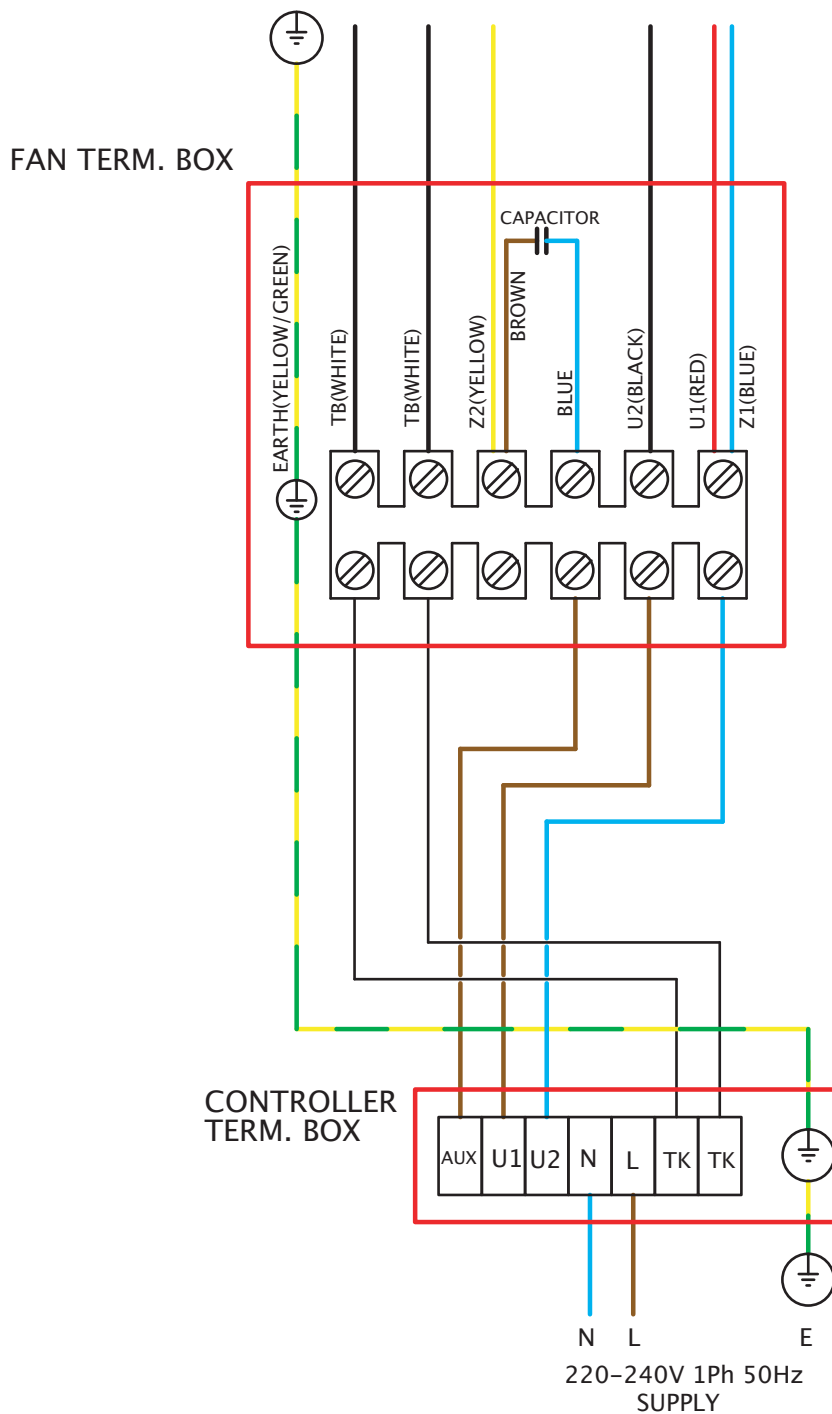 FAN TERM. BOX
CAPACITOR
EARTH(YELLOW/GREEN)
TB(WHITE)
TB(WHITE)
Z2(YELLOW)
BROWN
BLUE
U2(BLACK)
U1(RED)
Z1(BLUE)
CONTROLLER
TERM. BOX
AUX U1 U2 N L TK TK
N L E
220-240V 1Ph 50Hz
SUPPLY